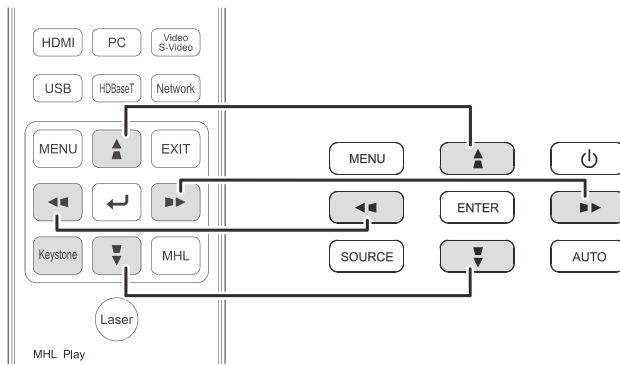 HDMI
PC
Video
S-Video
USB
HDBaseT
Network
MENU
EXIT
Keystone
MHL
Laser
MHL Play
MENU
ENTER
SOURCE
AUTO